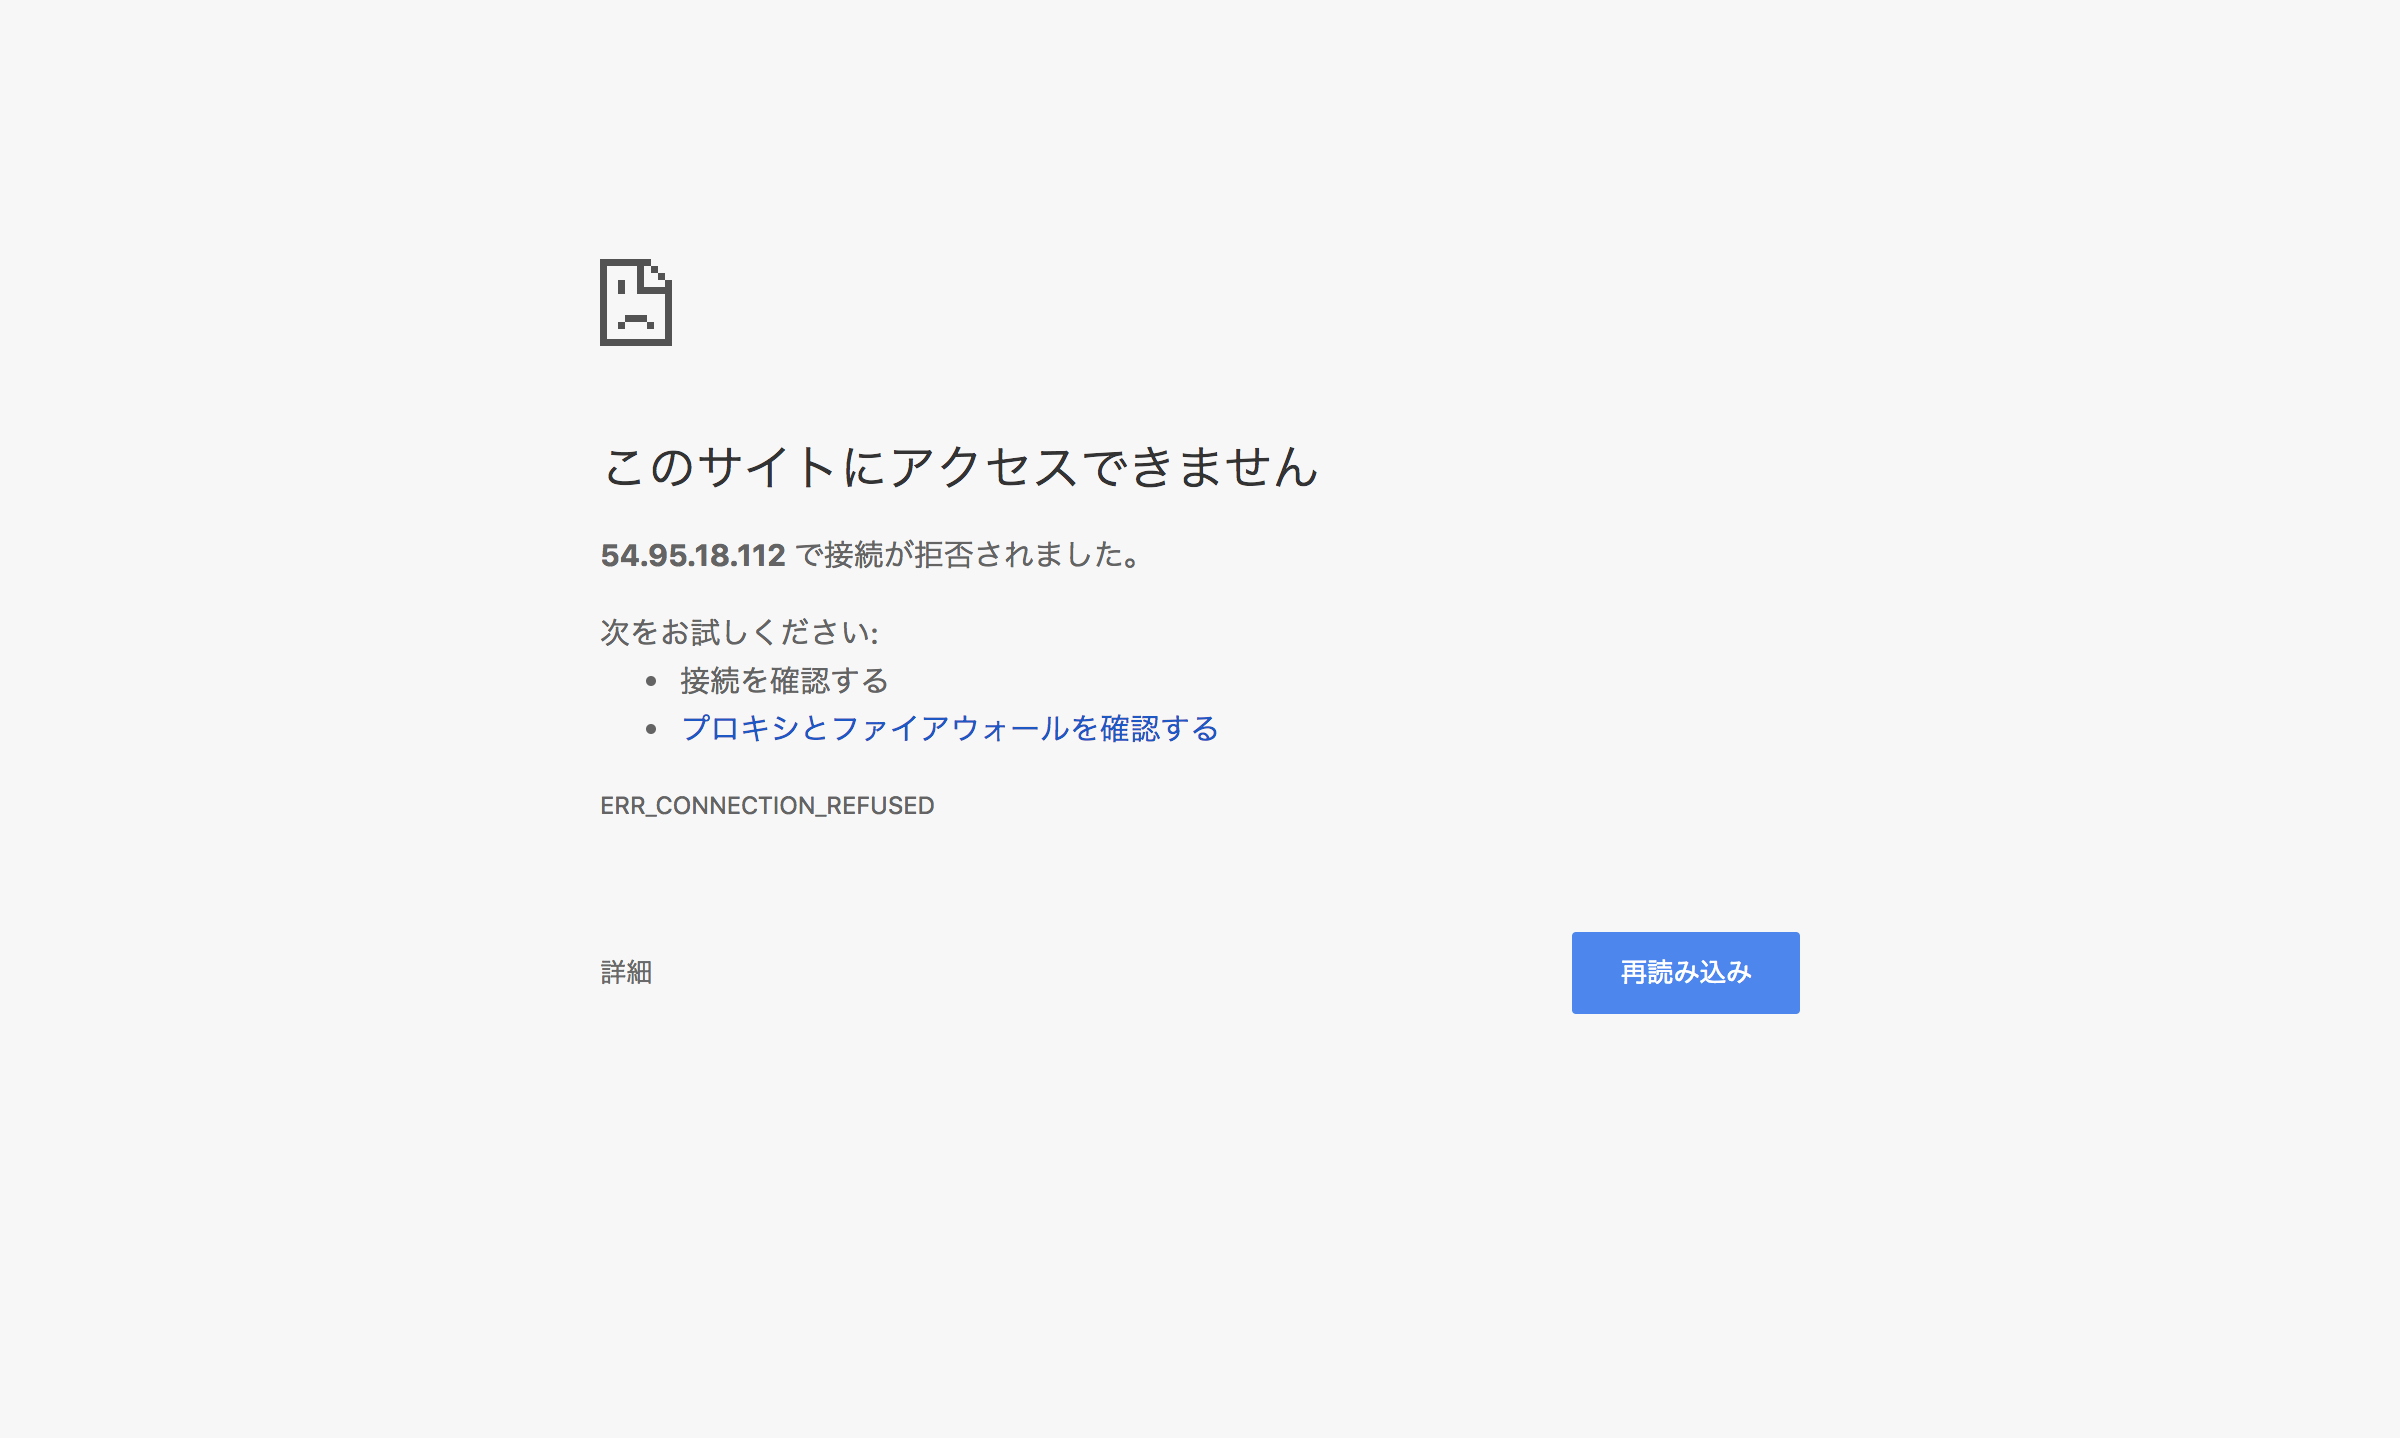 このサイトにアクセスできません
54.95.18.112 で接続が拒否されました。
次をお試しください:
接続を確認する
プロキシとファイアウォールを確認する
ERR_CONNECTION_REFUSED
詳細
再読み込み